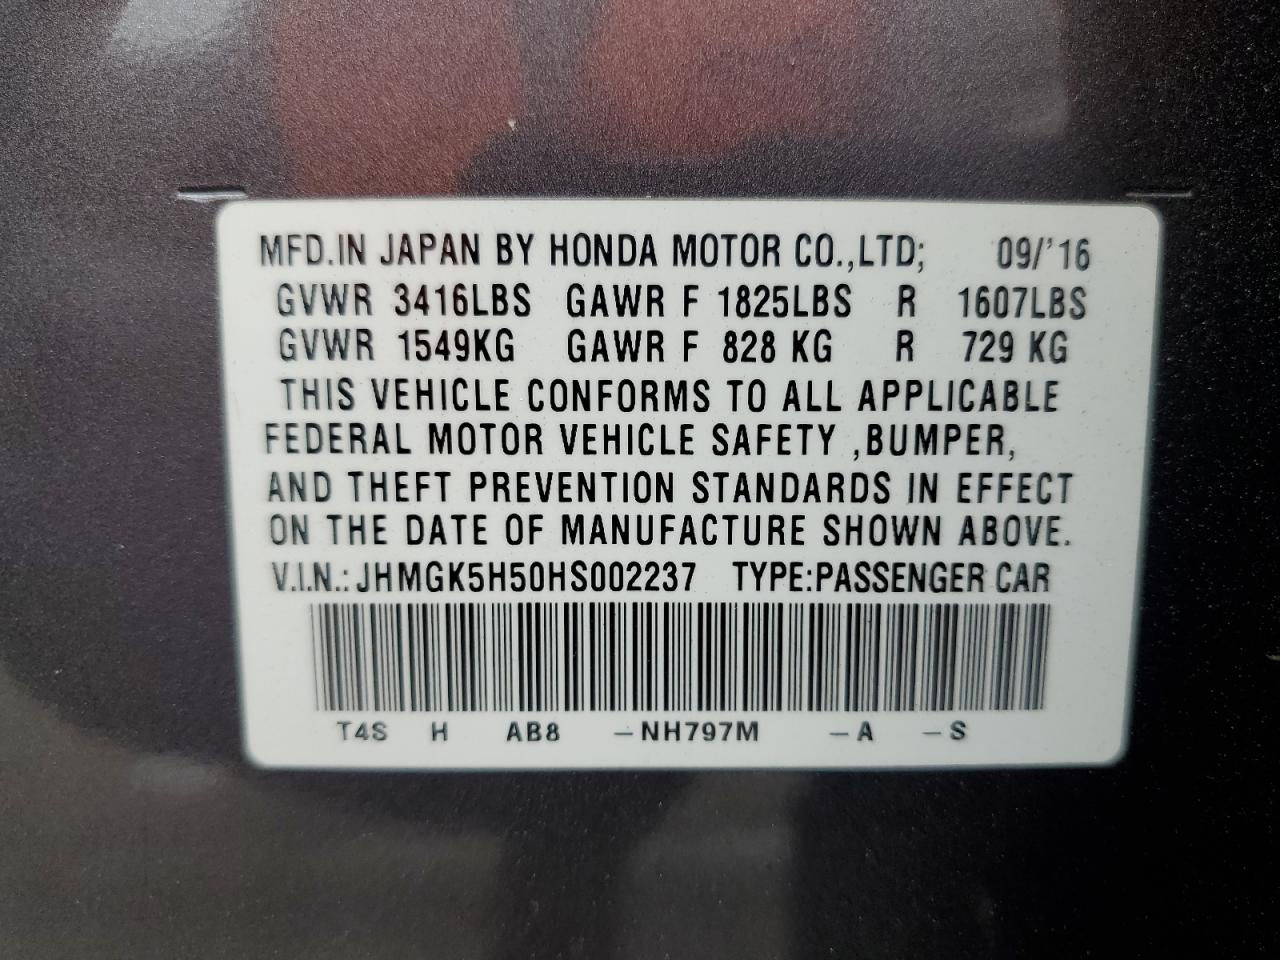 MFD.IN JAPAN BY HONDA MOTOR CO.,LTD; 09/'16
GVWR 3416LBS GAWR F 1825LBS R 1607LBS
GVWR 1549KG GAWR F 828 KG R 729 KG
THIS VEHICLE CONFORMS TO ALL APPLICABLE
FEDERAL MOTOR VEHICLE SAFETY ,BUMPER,
AND THEFT PREVENTION STANDARDS IN EFFECT
ON THE DATE OF MANUFACTURE SHOWN ABOVE.
V.I.N.: JHMGK5H50HS002237 TYPE:PASSENGER CAR
T4S H AB8 –NH797M –A –S